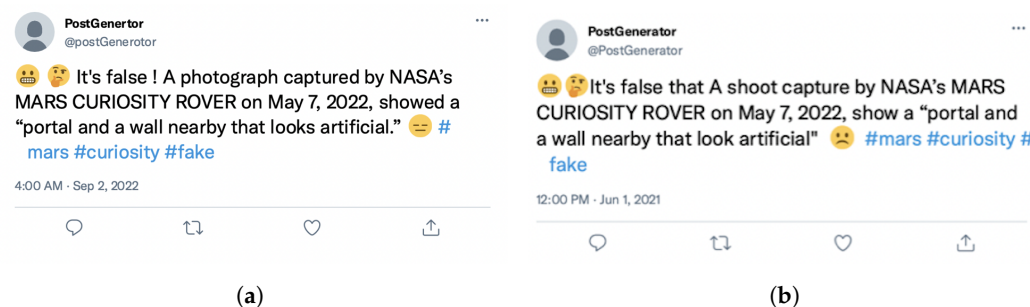 PostGenertor
@postGenerotor
😬 🤔 It's false ! A photograph captured by NASA's
MARS CURIOSITY ROVER on May 7, 2022, showed a
“portal and a wall nearby that looks artificial.” 😑 #
mars #curiosity #fake
4:00 AM · Sep 2, 2022
(a)
PostGenerator
@PostGenerator
😬🤔It's false that A shoot capture by NASA's MARS
CURIOSITY ROVER on May 7, 2022, show a “portal and
a wall nearby that look artificial" 🙁 #mars #curiosity #
fake
12:00 PM · Jun 1, 2021
(b)